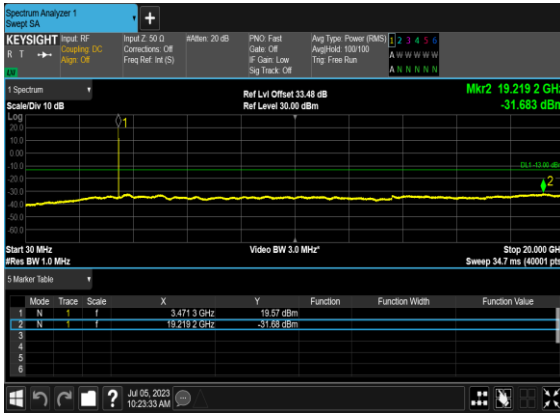 Spectrum Analyzer 1
Swept SA
KEYSIGHT Input: RF Input Z: 50 Ω #Atten: 20 dB PNO: Fast Avg Type: Power (RMS) 1 2 3 4 5 6
R T Coupling: DC Corrections: Off Gate: Off Avg|Hold: 100/100 A W W W W W
Align: Off Freq Ref: Int (S) IF Gain: Low Trig: Free Run
Sig Track: Off A N N N N N
1 Spectrum Ref Lvl Offset 33.48 dB Mkr2 19.219 2 GHz
Scale/Div 10 dB Ref Level 30.00 dBm -31.683 dBm
Log
20.0
10.0
0.00
-10.0
-20.0
-30.0
-40.0
-50.0
-60.0
1
DL1 -13.00 dBm
2
Start 30 MHz Video BW 3.0 MHz* Stop 20.000 GHz
#Res BW 1.0 MHz Sweep 34.7 ms (40001 pts)
5 Marker Table
Mode Trace Scale X Y Function Function Width Function Value
1 N 1 f 3.471 3 GHz 19.57 dBm
2 N 1 f 19.219 2 GHz -31.68 dBm
3
4
5
6
Jul 05, 2023
10:23:33 AM